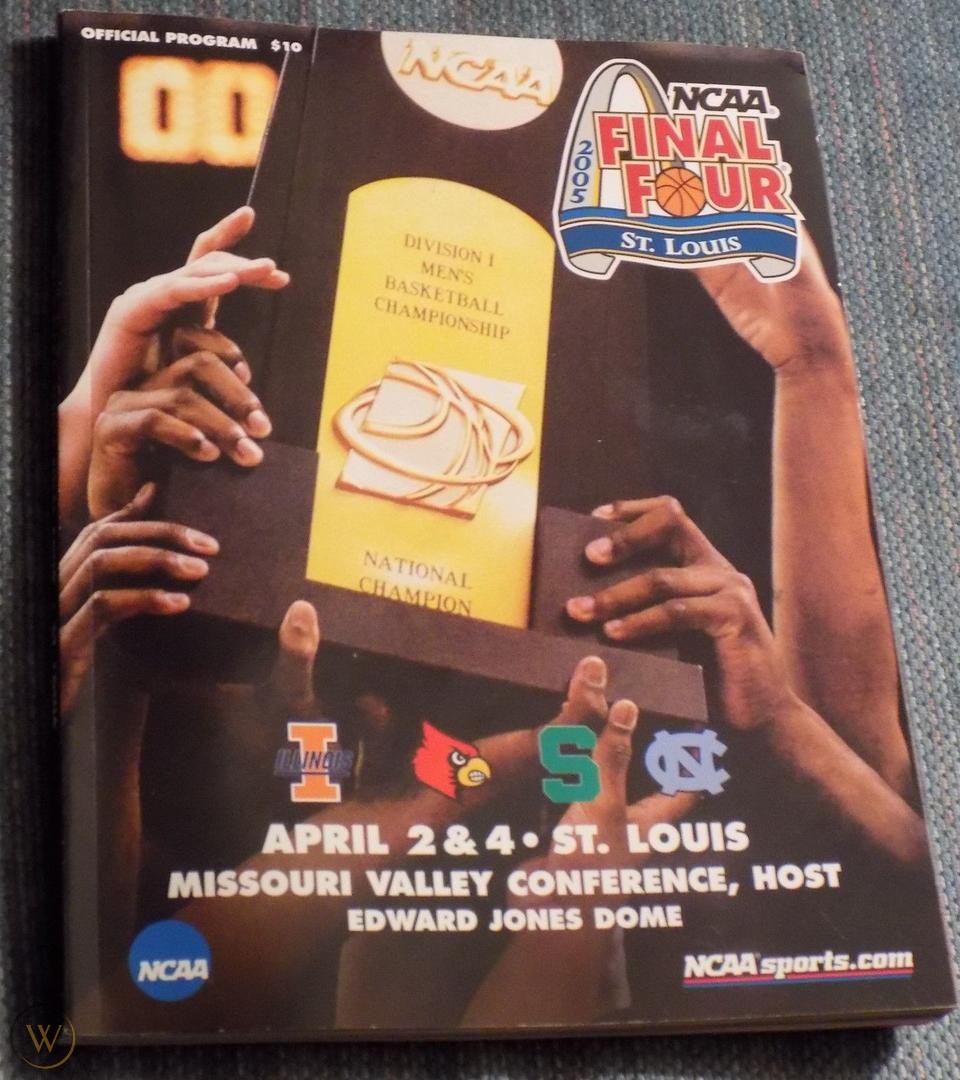 OFFICIAL PROGRAM $10
00
NCAA
NCAA
2005
FINAL
FOUR
ST. LOUIS
DIVISION I
MEN'S
BASKETBALL
CHAMPIONSHIP
NATIONAL
CHAMPION
ILLINOIS
S
NC
APRIL 2 & 4 • ST. LOUIS
MISSOURI VALLEY CONFERENCE, HOST
EDWARD JONES DOME
NCAA
NCAAsports.com
W